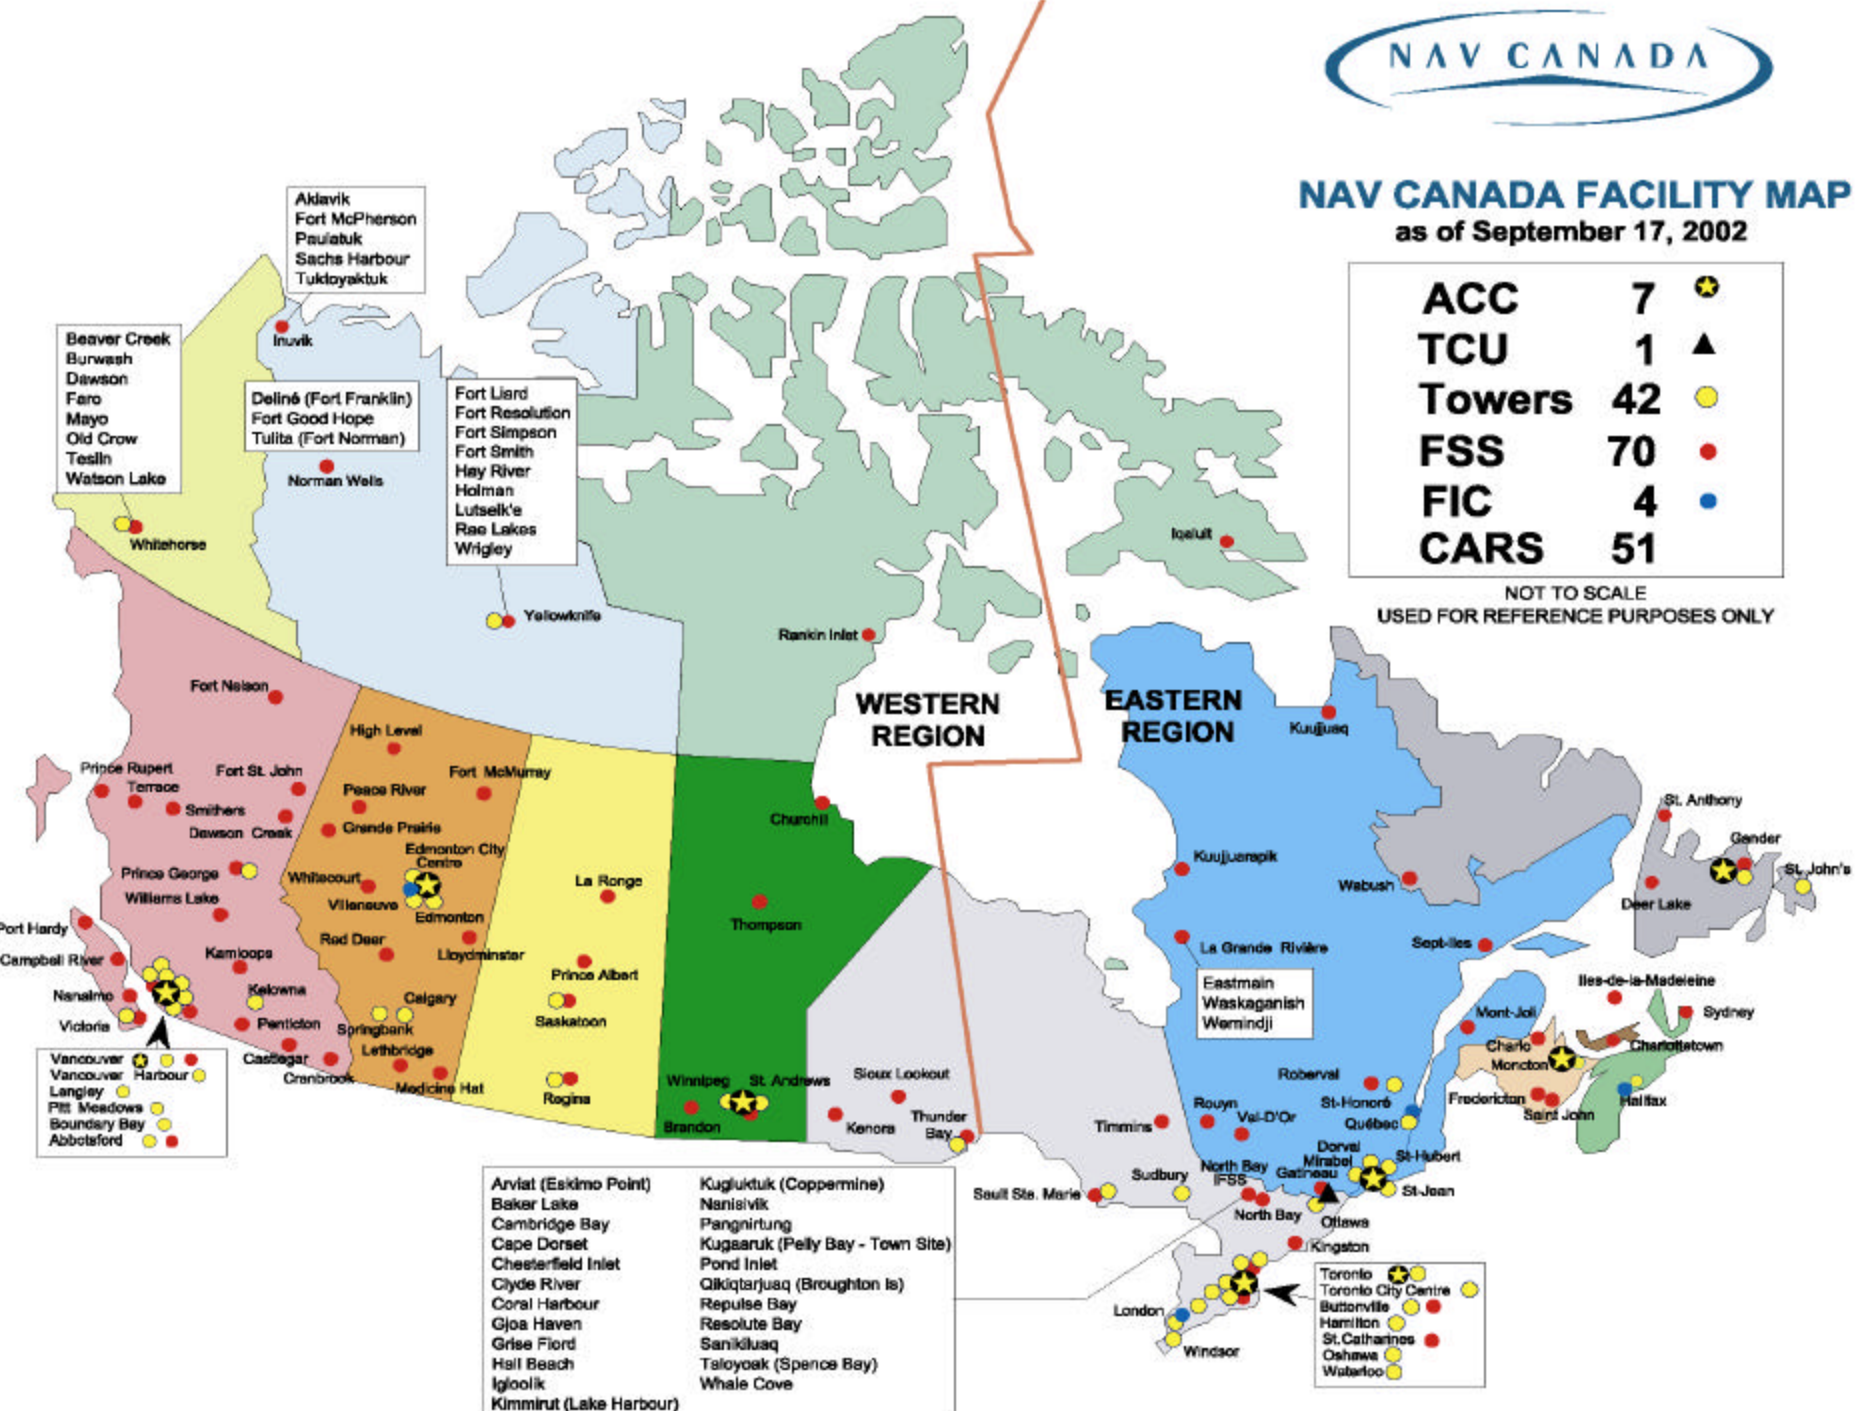 NAV CANADA
NAV CANADA FACILITY MAP
as of September 17, 2002
ACC 7
TCU 1
Towers 42
FSS 70
FIC 4
CARS 51
NOT TO SCALE
USED FOR REFERENCE PURPOSES ONLY
Aklavik
Fort McPherson
Paulatuk
Sachs Harbour
Tuktoyaktuk
Inuvik
Beaver Creek
Burwash
Dawson
Faro
Mayo
Old Crow
Teslin
Watson Lake
Whitehorse
Deliné (Fort Franklin)
Fort Good Hope
Tulita (Fort Norman)
Norman Wells
Fort Liard
Fort Resolution
Fort Simpson
Fort Smith
Hay River
Holman
Lutselk'e
Rae Lakes
Wrigley
Yellowknife
Iqaluit
Rankin Inlet
WESTERN
REGION
EASTERN
REGION
Fort Nelson
Prince Rupert
Terrace
Smithers
Fort St. John
Dawson Creek
Prince George
Williams Lake
Port Hardy
Campbell River
Kamloops
Nanaimo
Kelowna
Victoria
Penticton
Castlegar
Cranbrook
Vancouver
Vancouver Harbour
Langley
Pitt Meadows
Boundary Bay
Abbotsford
High Level
Fort McMurray
Peace River
Grande Prairie
Edmonton City
Centre
Whitecourt
Villeneuve
Edmonton
Red Deer
Lloydminster
Calgary
Springbank
Lethbridge
Medicine Hat
La Ronge
Prince Albert
Saskatoon
Regina
Churchill
Thompson
Winnipeg
St. Andrews
Brandon
Sioux Lookout
Kenora
Thunder
Bay
Kuujjuaq
Kuujjuarapik
Wabush
La Grande Rivière
Eastmain
Waskaganish
Wemindji
Sept-Iles
St. Anthony
Gander
St. John's
Deer Lake
Iles-de-la-Madeleine
Mont-Joli
Sydney
Charlo
Charlottetown
Moncton
Fredericton
Saint John
Halifax
Roberval
St-Honoré
Québec
Rouyn
Val-D'Or
Timmins
Dorval
Mirabel
St-Hubert
Gatineau
St-Jean
North Bay
IFSS
Sudbury
Sault Ste. Marie
North Bay
Ottawa
Kingston
London
Windsor
Toronto
Toronto City Centre
Buttonville
Hamilton
St.Catharines
Oshawa
Waterloo
Arviat (Eskimo Point)
Baker Lake
Cambridge Bay
Cape Dorset
Chesterfield Inlet
Clyde River
Coral Harbour
Gjoa Haven
Grise Fiord
Hall Beach
Igloolik
Kimmirut (Lake Harbour)
Kugluktuk (Coppermine)
Nanisivik
Pangnirtung
Kugaaruk (Pelly Bay - Town Site)
Pond Inlet
Qikiqtarjuaq (Broughton Is)
Repulse Bay
Resolute Bay
Sanikiluaq
Taloyoak (Spence Bay)
Whale Cove